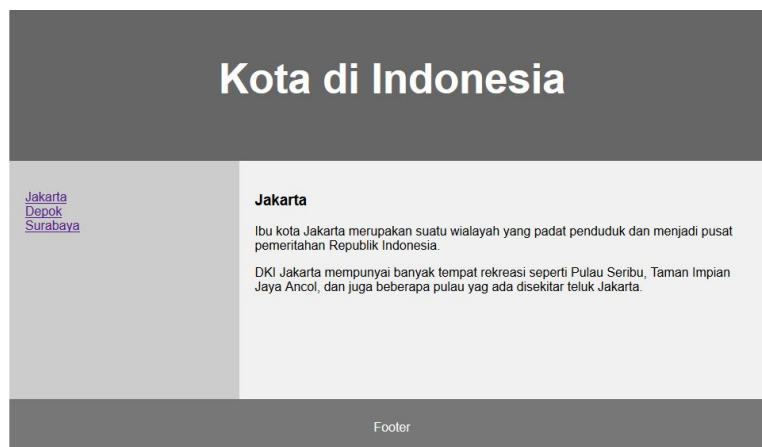 Kota di Indonesia
Jakarta
Depok
Surabaya
Jakarta
Ibu kota Jakarta merupakan suatu wialayah yang padat penduduk dan menjadi pusat
pemeritahan Republik Indonesia.
DKI Jakarta mempunyai banyak tempat rekreasi seperti Pulau Seribu, Taman Impian
Jaya Ancol, dan juga beberapa pulau yag ada disekitar teluk Jakarta.
Footer